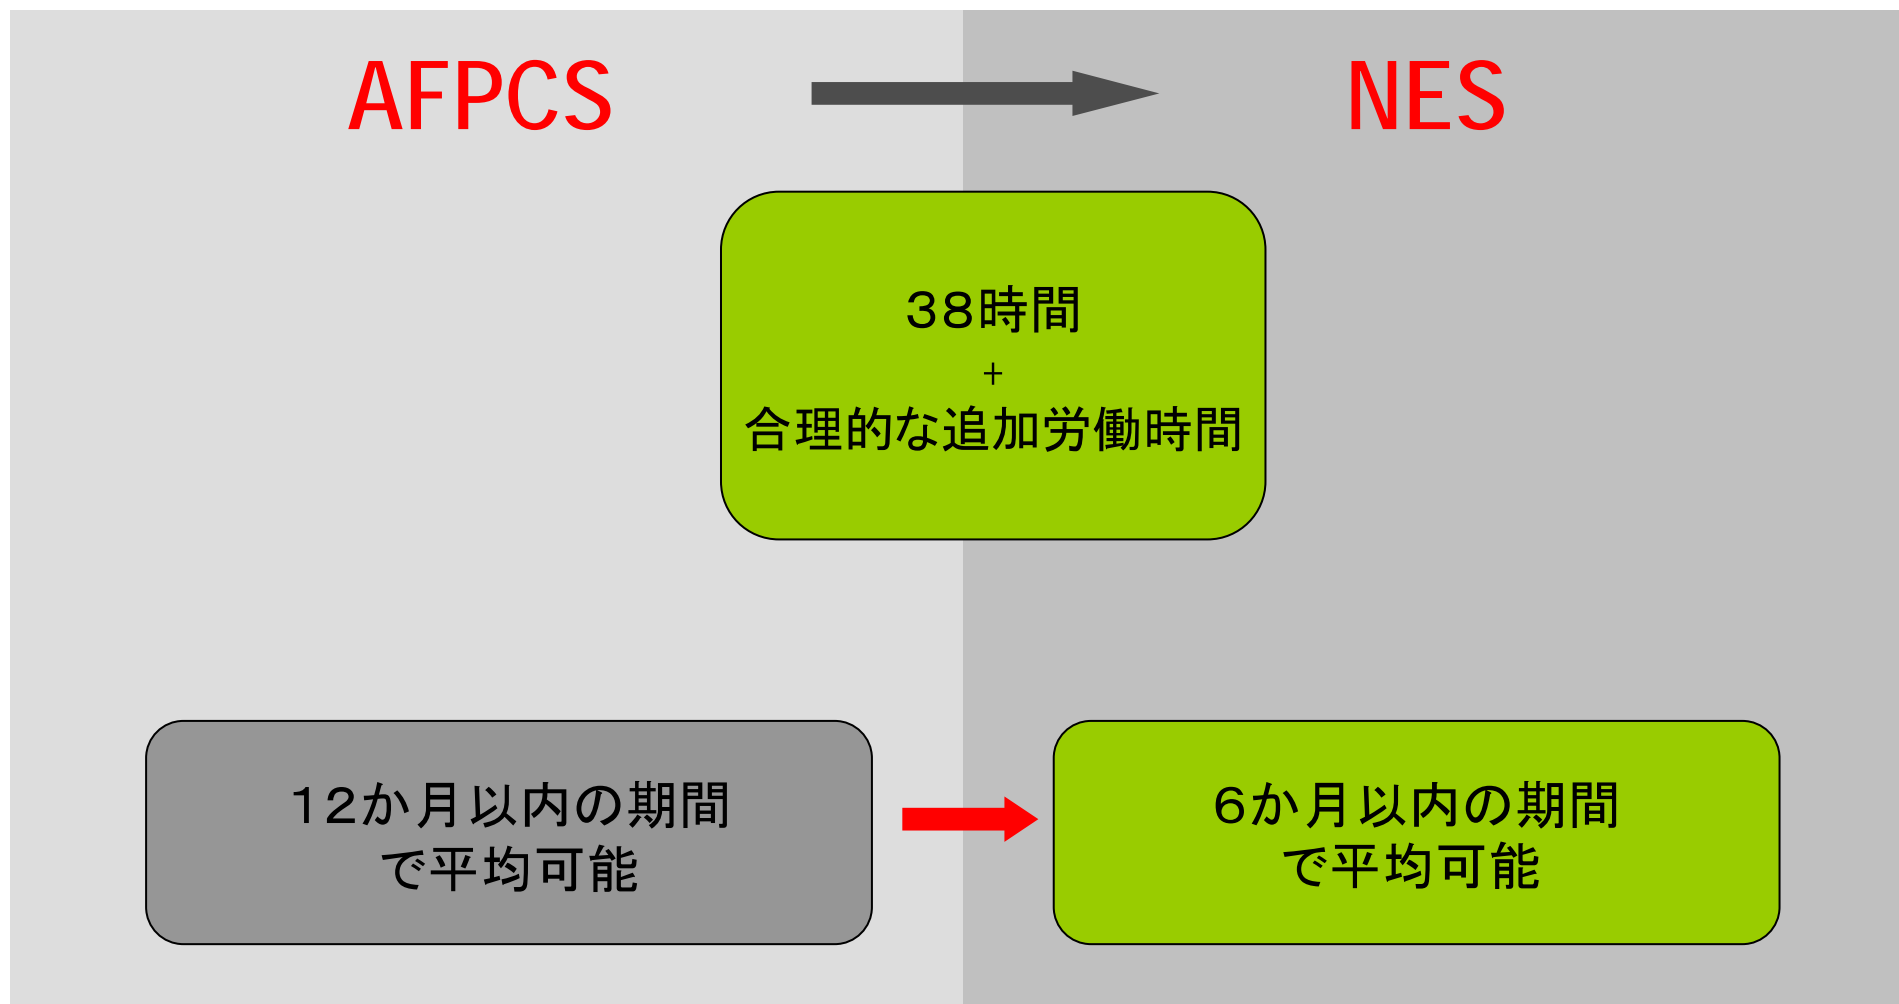 AFPCS
NES
３８時間
+
合理的な追加労働時間
１２か月以内の期間
で平均可能
６か月以内の期間
で平均可能